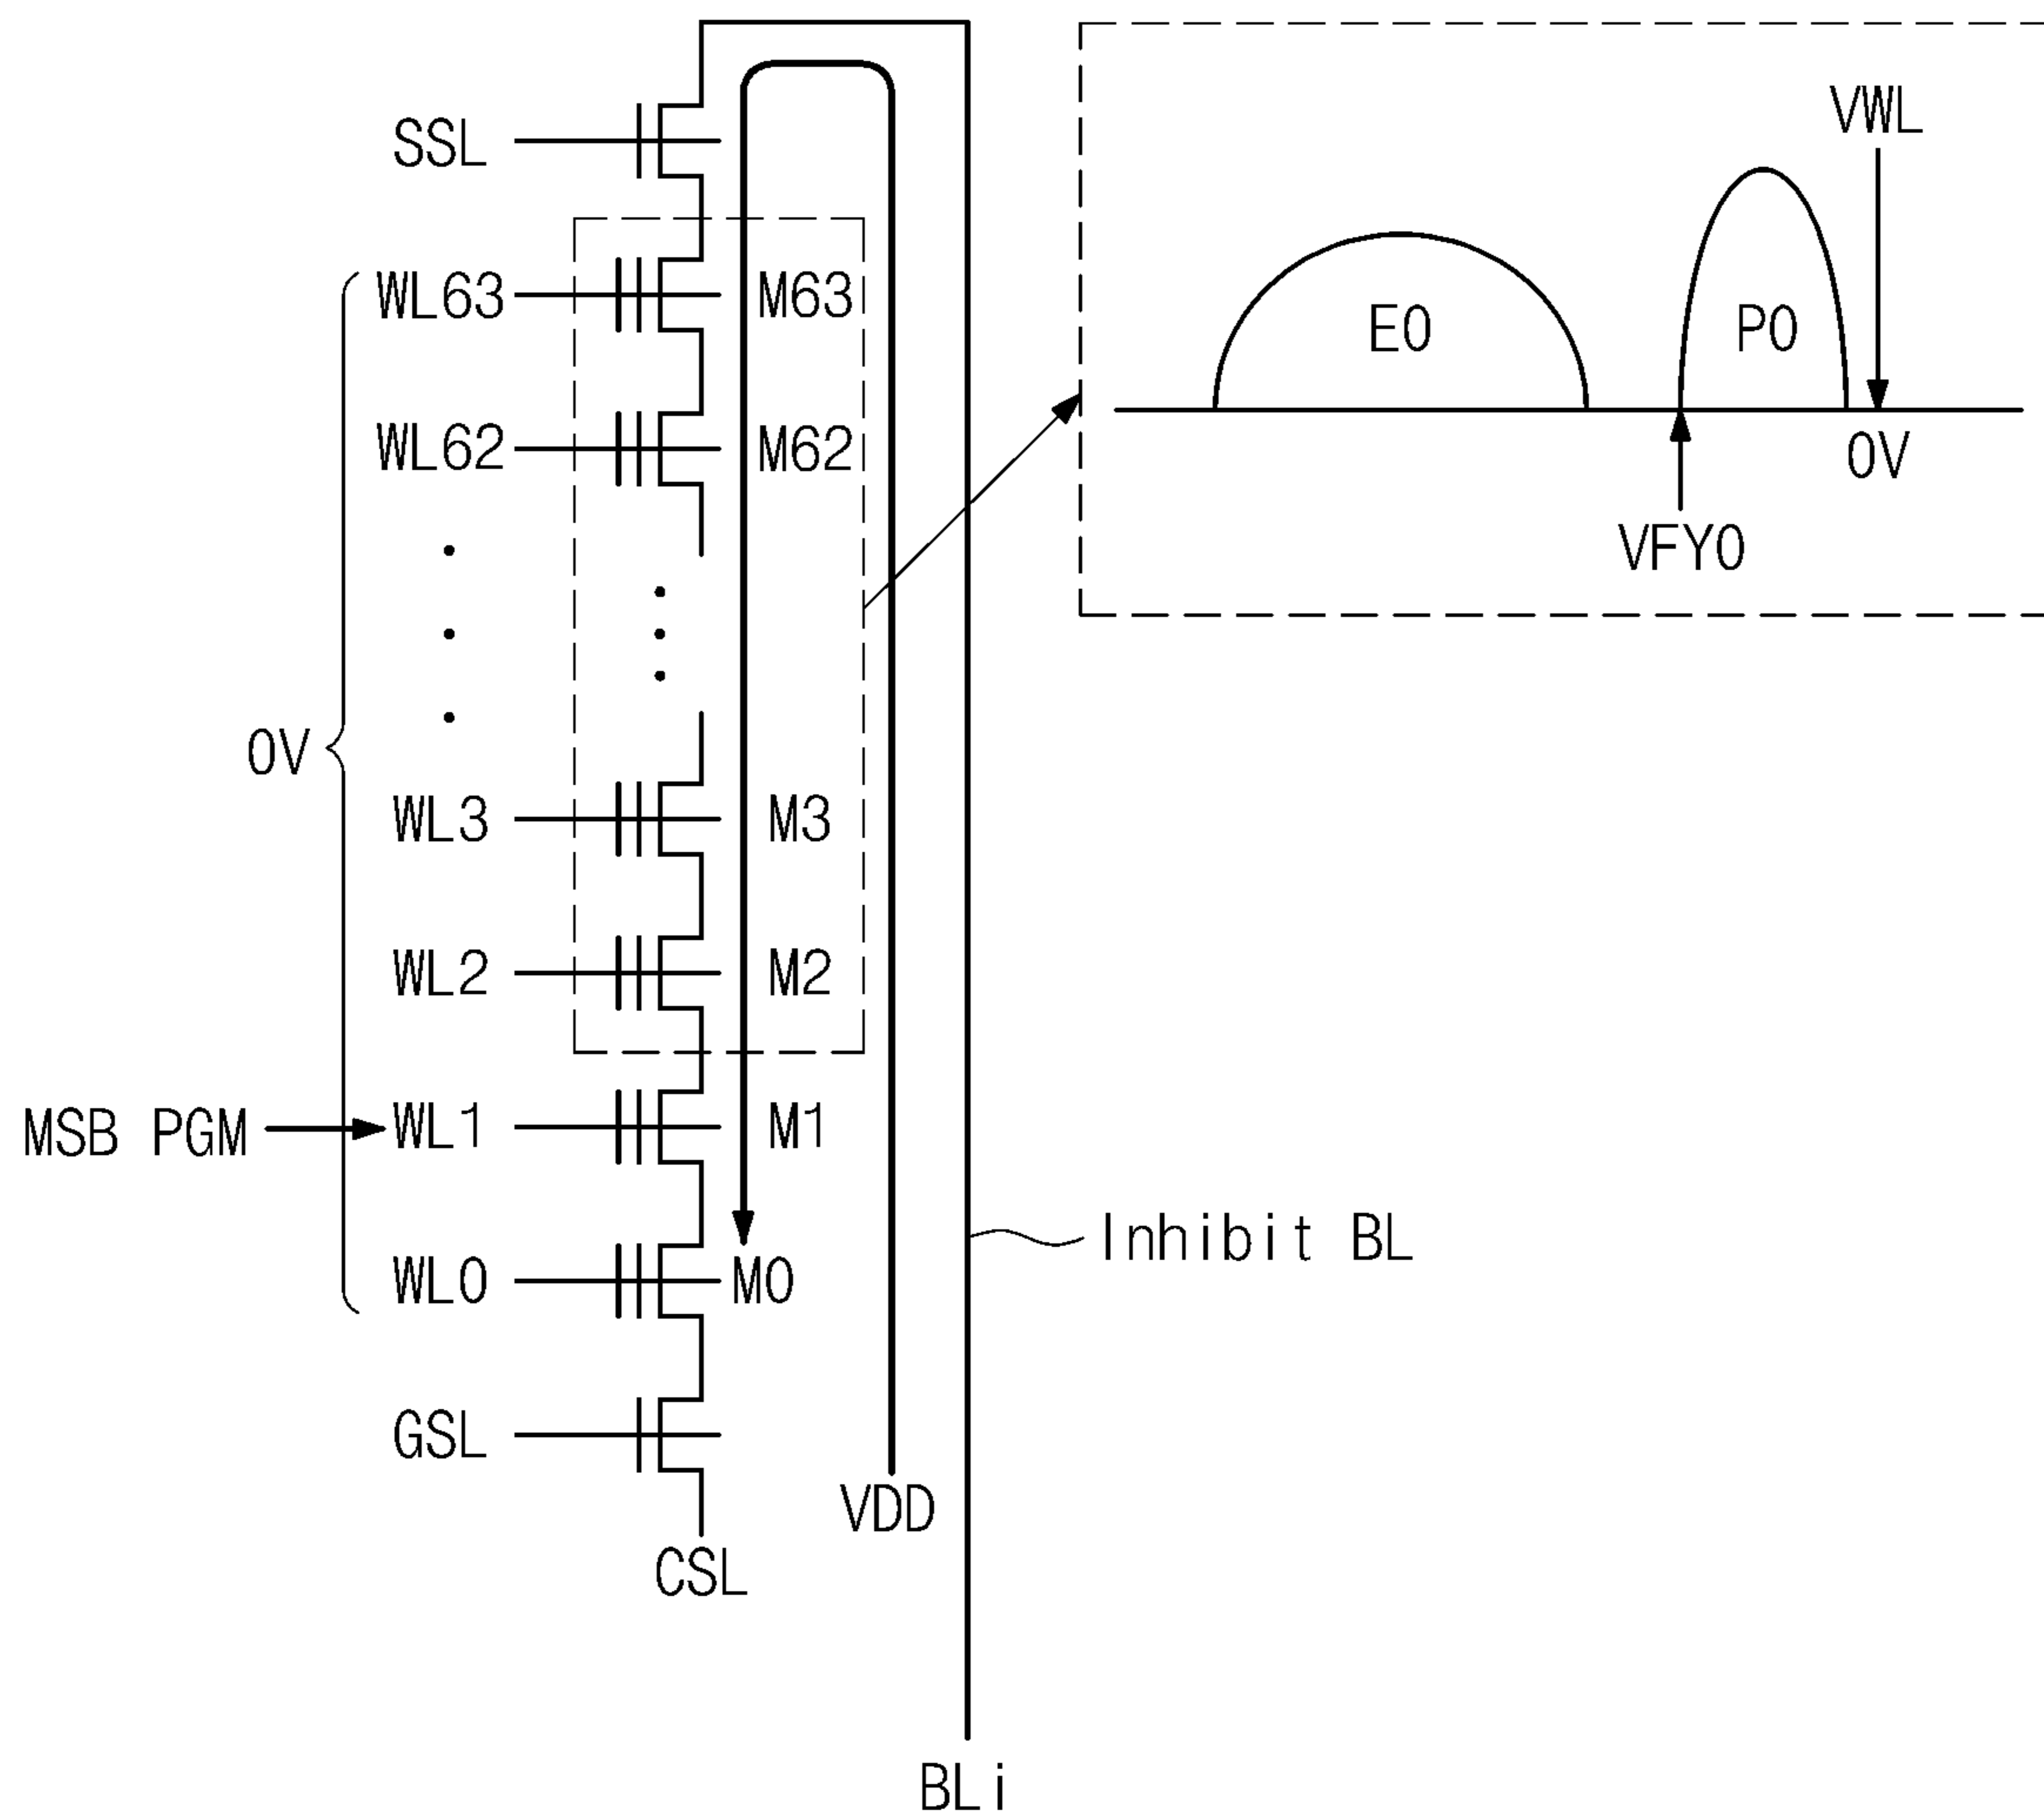 SSL
WL63
M63
WL62
M62
0V
WL3
M3
WL2
M2
MSB PGM
WL1
M1
WL0
M0
GSL
CSL
VDD
BLi
Inhibit BL
VWL
E0
P0
0V
VFY0